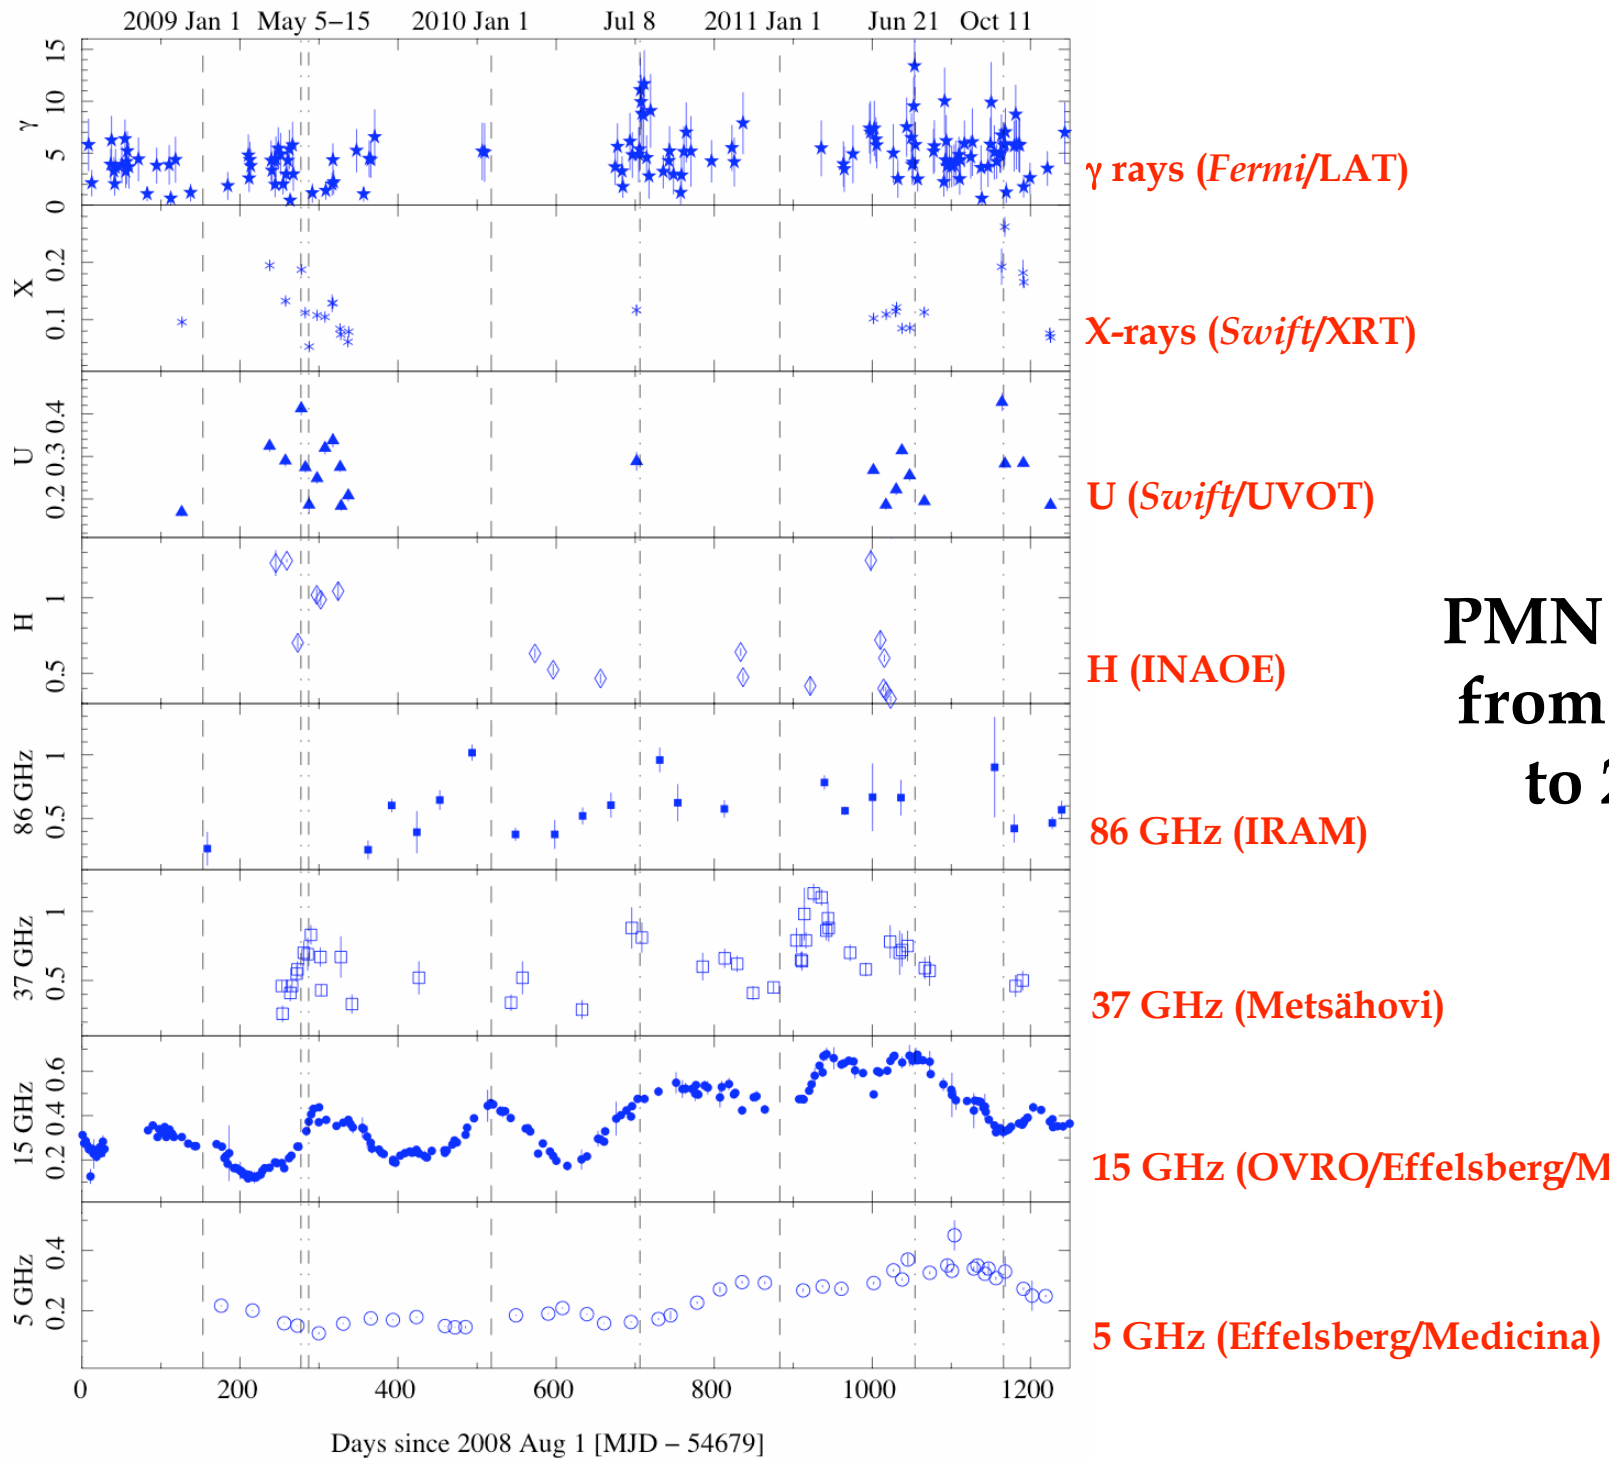 2009 Jan 1 May 5−15 2010 Jan 1 Jul 8 2011 Jan 1 Jun 21 Oct 11
γ
0 5 10 15
γ rays (Fermi/LAT)
X
0.1 0.2
X-rays (Swift/XRT)
U
0.2 0.3 0.4
U (Swift/UVOT)
H
0.5 1
H (INAOE)
PMN
from
to 2
86 GHz
0.5 1
86 GHz (IRAM)
37 GHz
0.5 1
37 GHz (Metsähovi)
15 GHz
0.2 0.4 0.6
15 GHz (OVRO/Effelsberg/M
5 GHz
0.2 0.4
5 GHz (Effelsberg/Medicina)
0 200 400 600 800 1000 1200
Days since 2008 Aug 1 [MJD − 54679]